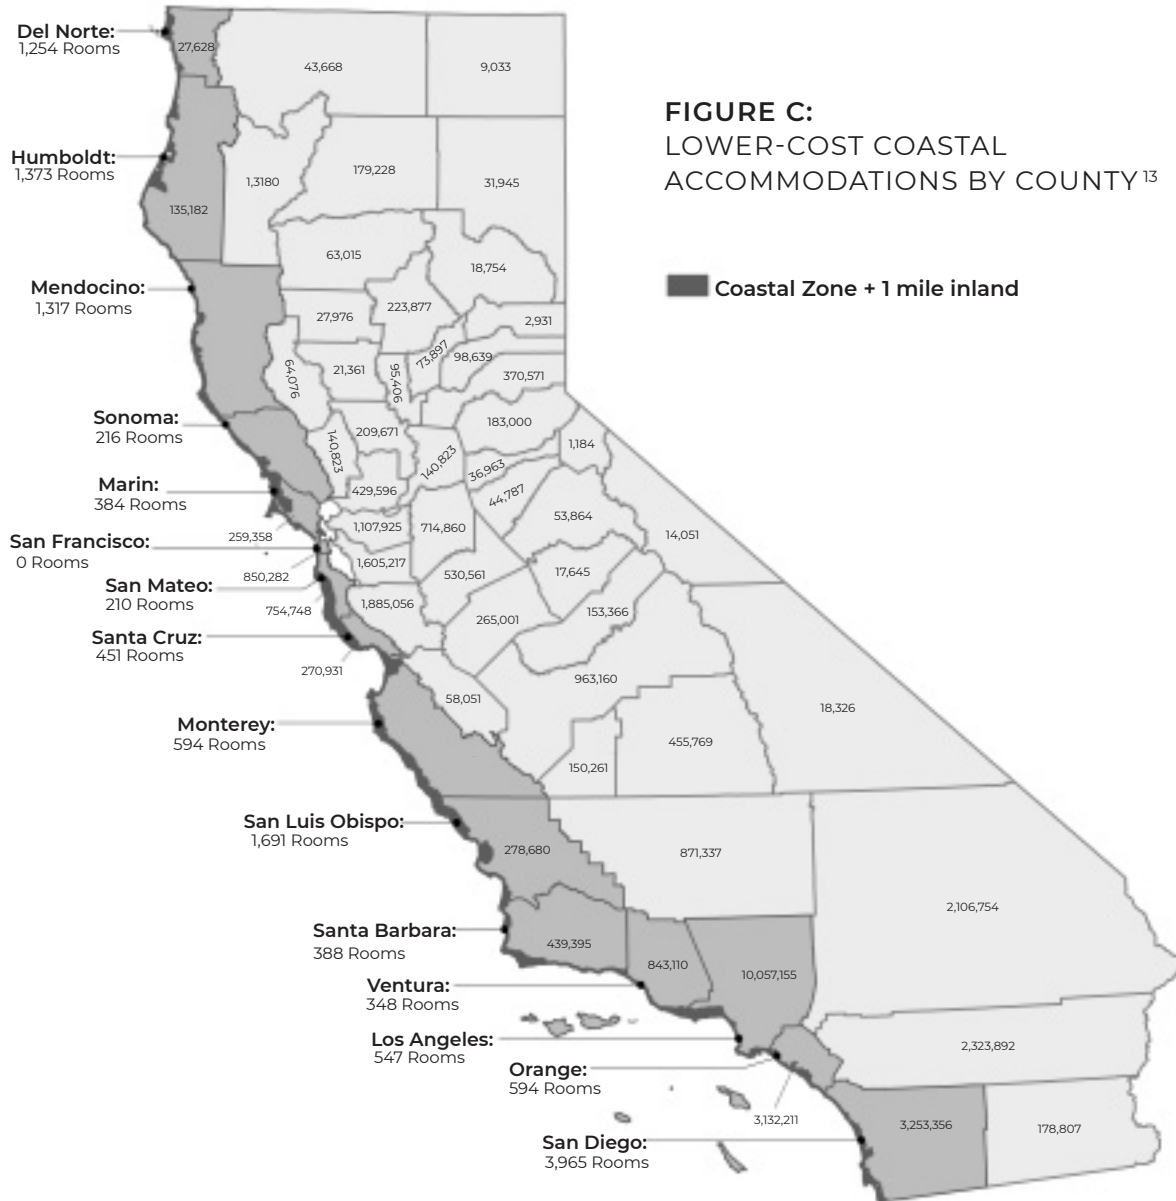 Del Norte:
1,254 Rooms
27,628
43,668
9,033
FIGURE C:
LOWER-COST COASTAL
ACCOMMODATIONS BY COUNTY 13
Humboldt:
1,373 Rooms
135,182
1,3180
179,228
31,945
63,015
18,754
Coastal Zone + 1 mile inland
Mendocino:
1,317 Rooms
27,976
223,877
2,931
64,076
21,361
95,406
73,897
98,639
370,571
Sonoma:
216 Rooms
140,823
209,671
140,823
183,000
1,184
36,963
44,787
Marin:
384 Rooms
259,358
429,596
53,864
14,051
San Francisco:
0 Rooms
850,282
1,107,925
714,860
1,605,217
530,561
17,645
San Mateo:
210 Rooms
754,748
1,885,056
265,001
153,366
Santa Cruz:
451 Rooms
270,931
58,051
963,160
18,326
Monterey:
594 Rooms
150,261
455,769
San Luis Obispo:
1,691 Rooms
278,680
871,337
2,106,754
Santa Barbara:
388 Rooms
439,395
843,110
10,057,155
Ventura:
348 Rooms
Los Angeles:
547 Rooms
2,323,892
Orange:
594 Rooms
3,132,211
3,253,356
178,807
San Diego:
3,965 Rooms